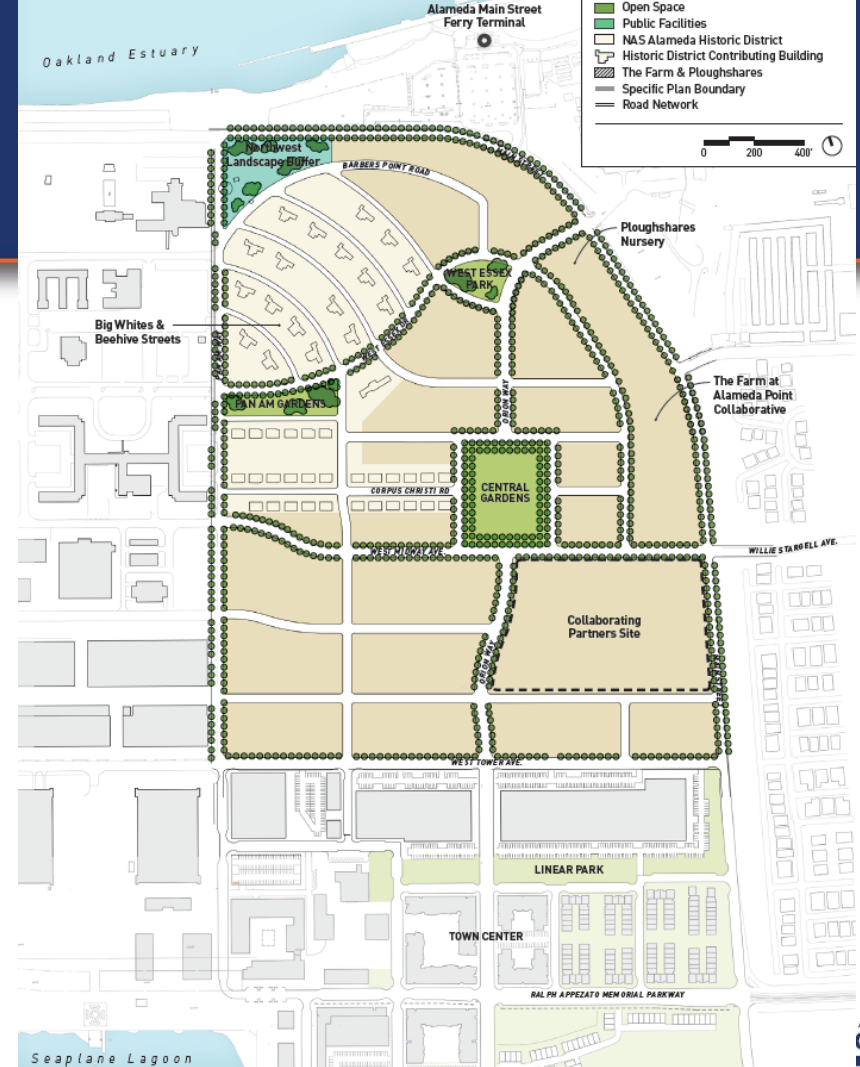 Alameda Main Street
Ferry Terminal
Oakland Estuary
Open Space
Public Facilities
NAS Alameda Historic District
Historic District Contributing Building
The Farm & Ploughshares
Specific Plan Boundary
Road Network
0 200 400'
Northwest
Landscape Buffer
BARBERS POINT ROAD
Ploughshares
Nursery
WEST ESSEX
PARK
Big Whites &
Beehive Streets
The Farm at
Alameda Point
Collaborative
ORION WAY
PAN AM GARDENS
CENTRAL
GARDENS
CORPUS CHRISTI RD
WEST MIDWAY AVE.
WILLIE STARGELL AVE.
Collaborating
Partners Site
ORION WAY
WEST TOWER AVE.
LINEAR PARK
TOWN CENTER
RALPH APPEZATO MEMORIAL PARKWAY
Seaplane Lagoon